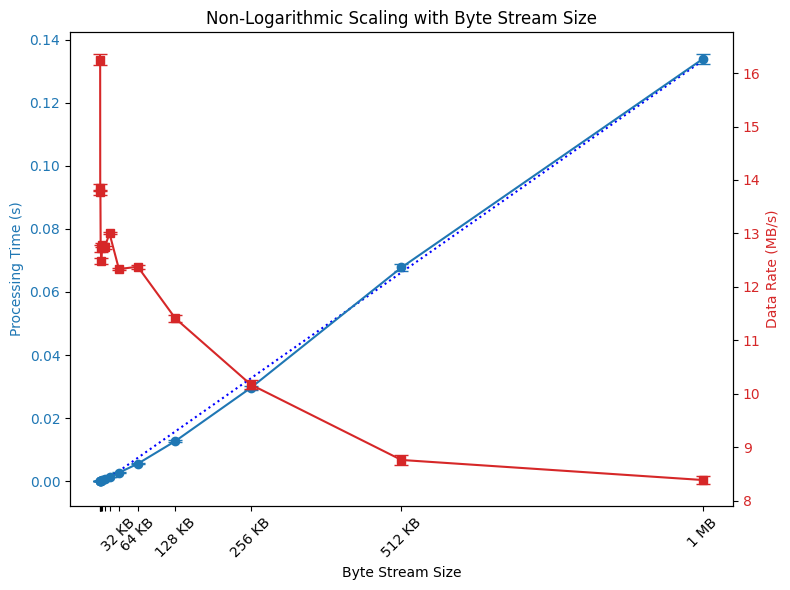 Non-Logarithmic Scaling with Byte Stream Size
0.14
0.12
0.10
0.08
0.06
0.04
0.02
0.00
Processing Time (s)
16
15
14
13
12
11
10
9
8
Data Rate (MB/s)
32 KB
64 KB
128 KB
256 KB
512 KB
1 MB
Byte Stream Size